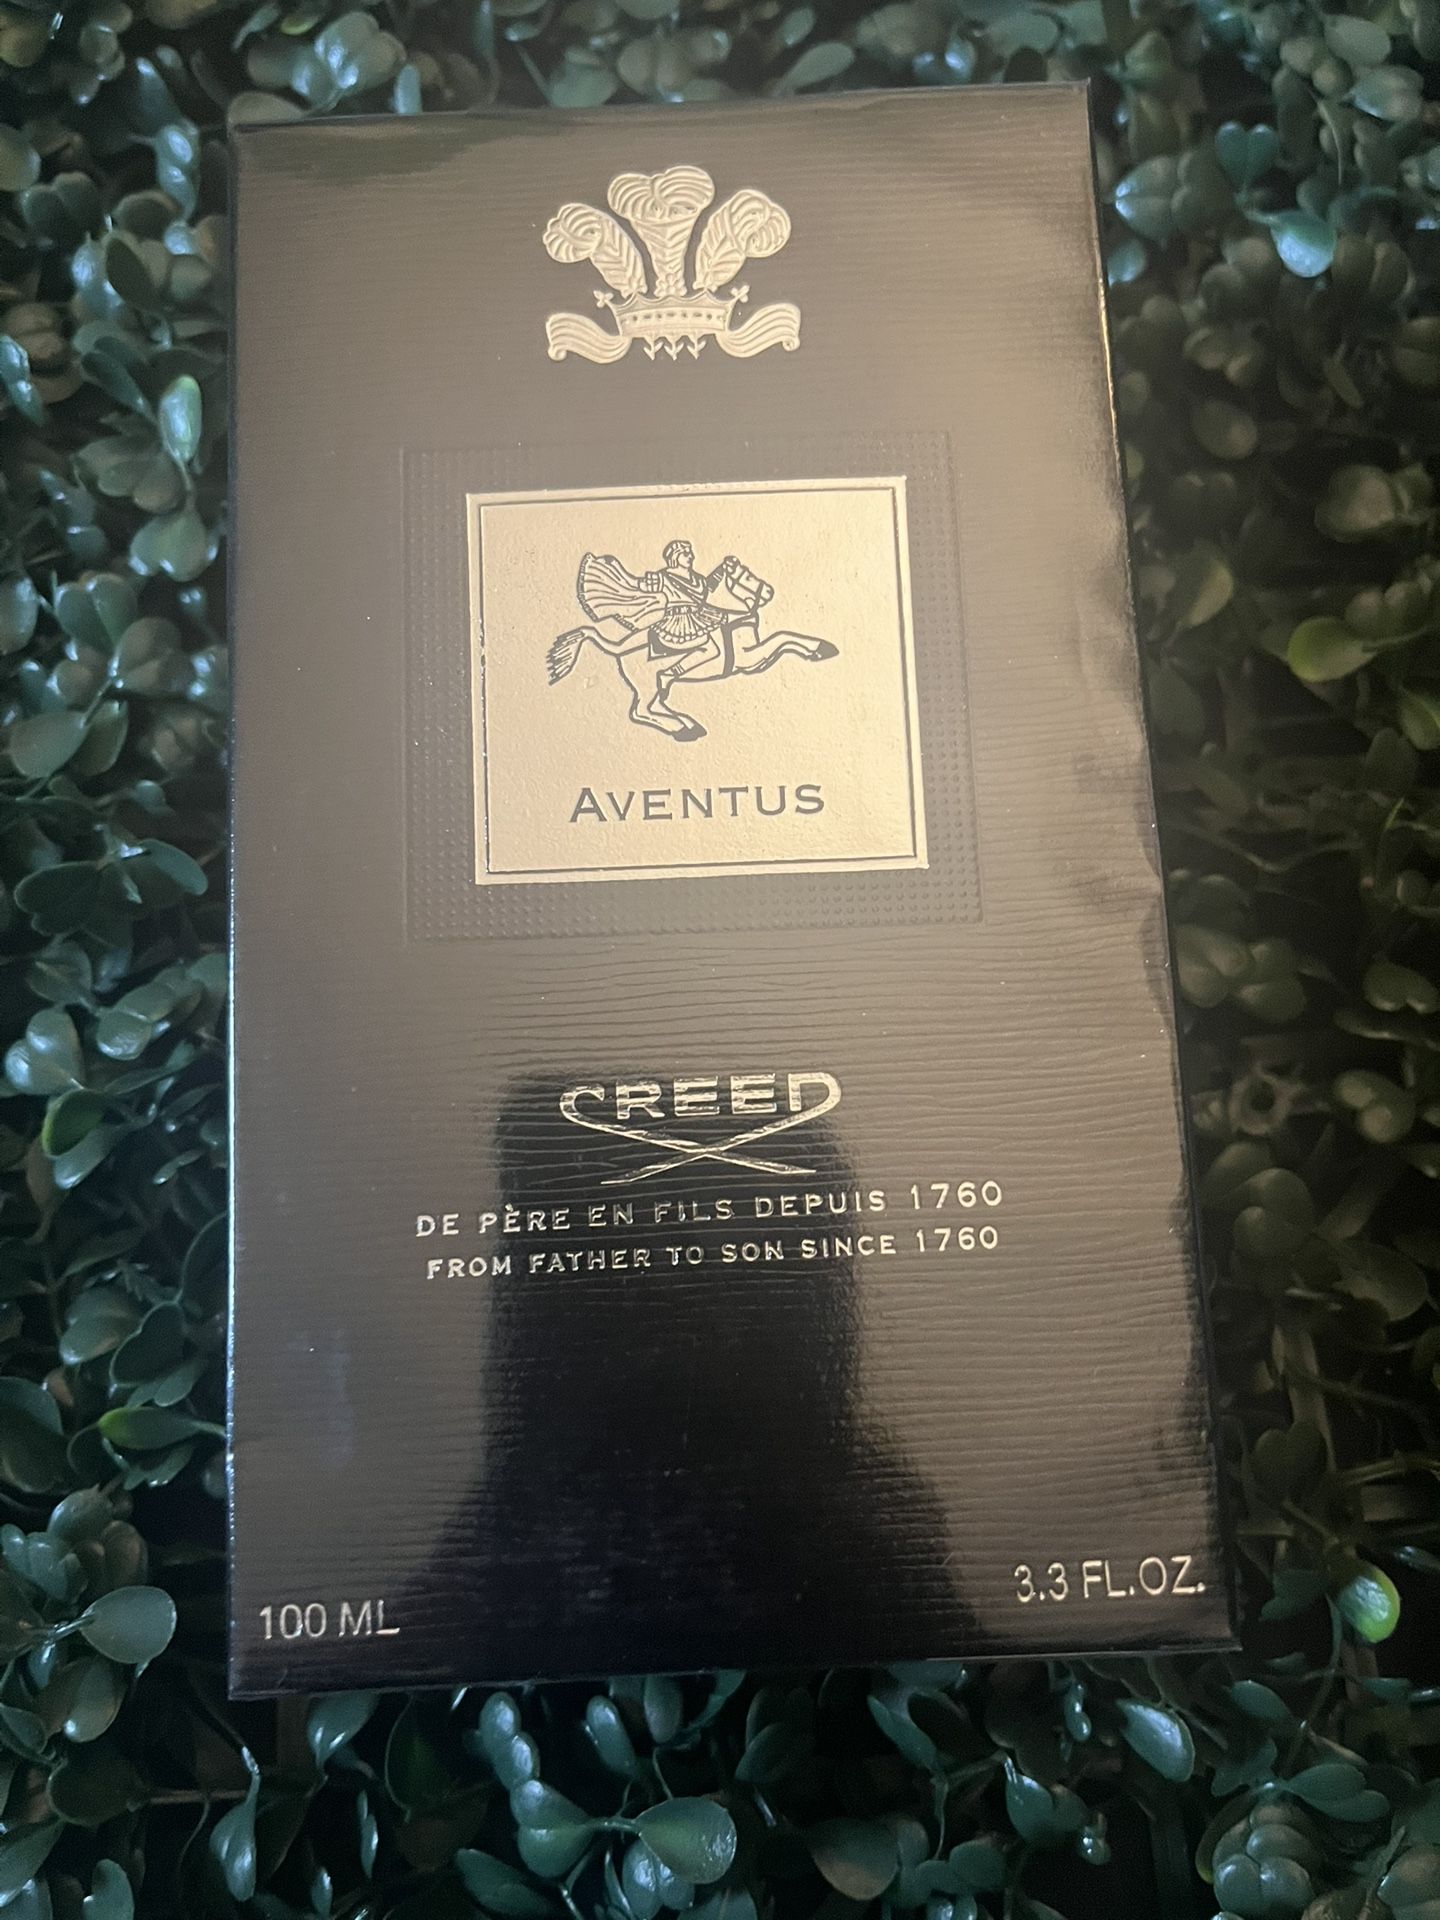 AVENTUS
CREED
DE PÈRE EN FILS DEPUIS 1760
FROM FATHER TO SON SINCE 1760
100 ML
3.3 FL.OZ.